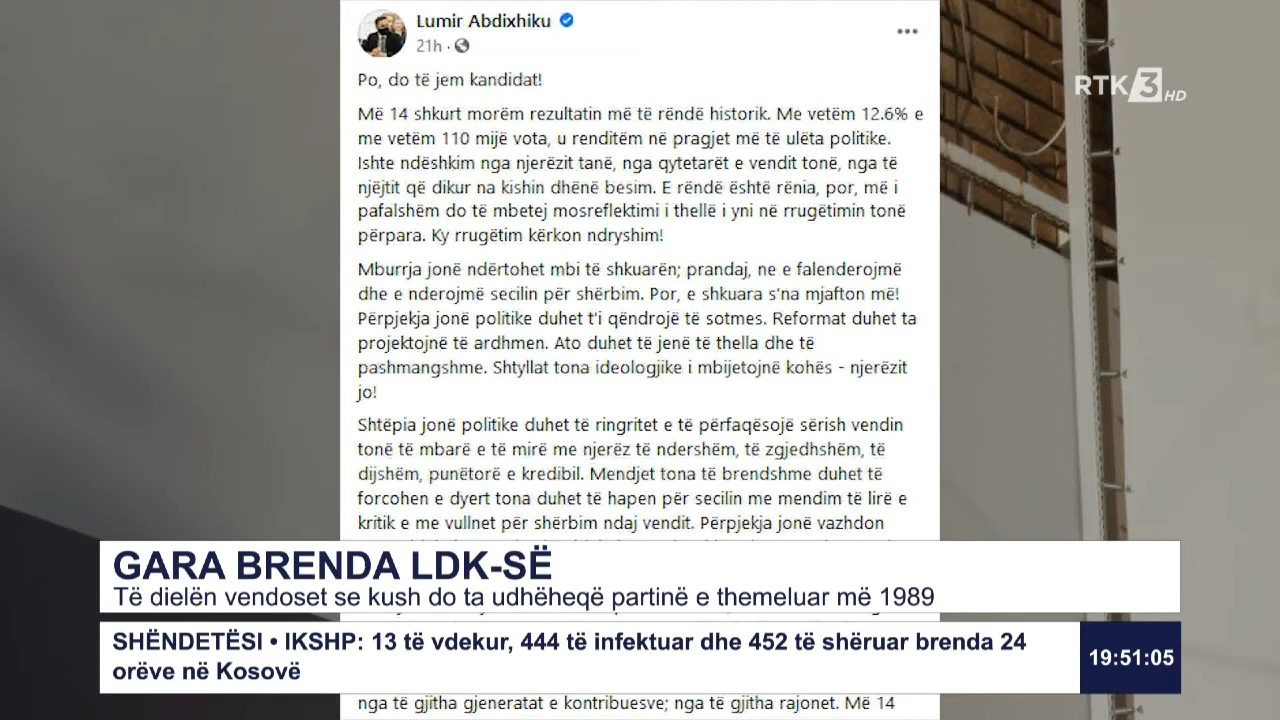 Lumir Abdixhiku
21h
Po, do të jem kandidat!
Më 14 shkurt morëm rezultatin më të rëndë historik. Me vetëm 12.6% e
me vetëm 110 mijë vota, u renditëm në pragjet më të ulëta politike.
Ishte ndëshkim nga njerëzit tanë, nga qytetarët e vendit tonë, nga të
njëjtit që dikur na kishin dhënë besim. E rëndë është rënia, por, më i
pafalshëm do të mbetej mosreflektimi i thellë i yni në rrugëtimin tonë
përpara. Ky rrugëtim kërkon ndryshim!
Mburrja jonë ndërtohet mbi të shkuarën; prandaj, ne e falenderojmë
dhe e nderojmë secilin për shërbim. Por, e shkuara s'na mjafton më!
Përpjekja jonë politike duhet t'i qëndrojë të sotmes. Reformat duhet ta
projektojnë të ardhmen. Ato duhet të jenë të thella dhe të
pashmangshme. Shtyllat tona ideologjike i mbijetojnë kohës - njerëzit
jo!
Shtëpia jonë politike duhet të ringritet e të përfaqësojë sërish vendin
tonë të mbarë e të mirë me njerëz të ndershëm, të zgjedhshëm, të
dijshëm, punëtorë e kredibil. Mendjet tona të brendshme duhet të
forcohen e dyert tona duhet të hapen për secilin me mendim të lirë e
kritik e me vullnet për shërbim ndaj vendit. Përpjekja jonë vazhdon
RTK 3 HD
GARA BRENDA LDK-SË
Të dielën vendoset se kush do ta udhëheqë partinë e themeluar më 1989
SHËNDETËSI • IKSHP: 13 të vdekur, 444 të infektuar dhe 452 të shëruar brenda 24
orëve në Kosovë
19:51:05
nga të gjitha gjeneratat e kontribuesve; nga të gjitha rajonet. Më 14